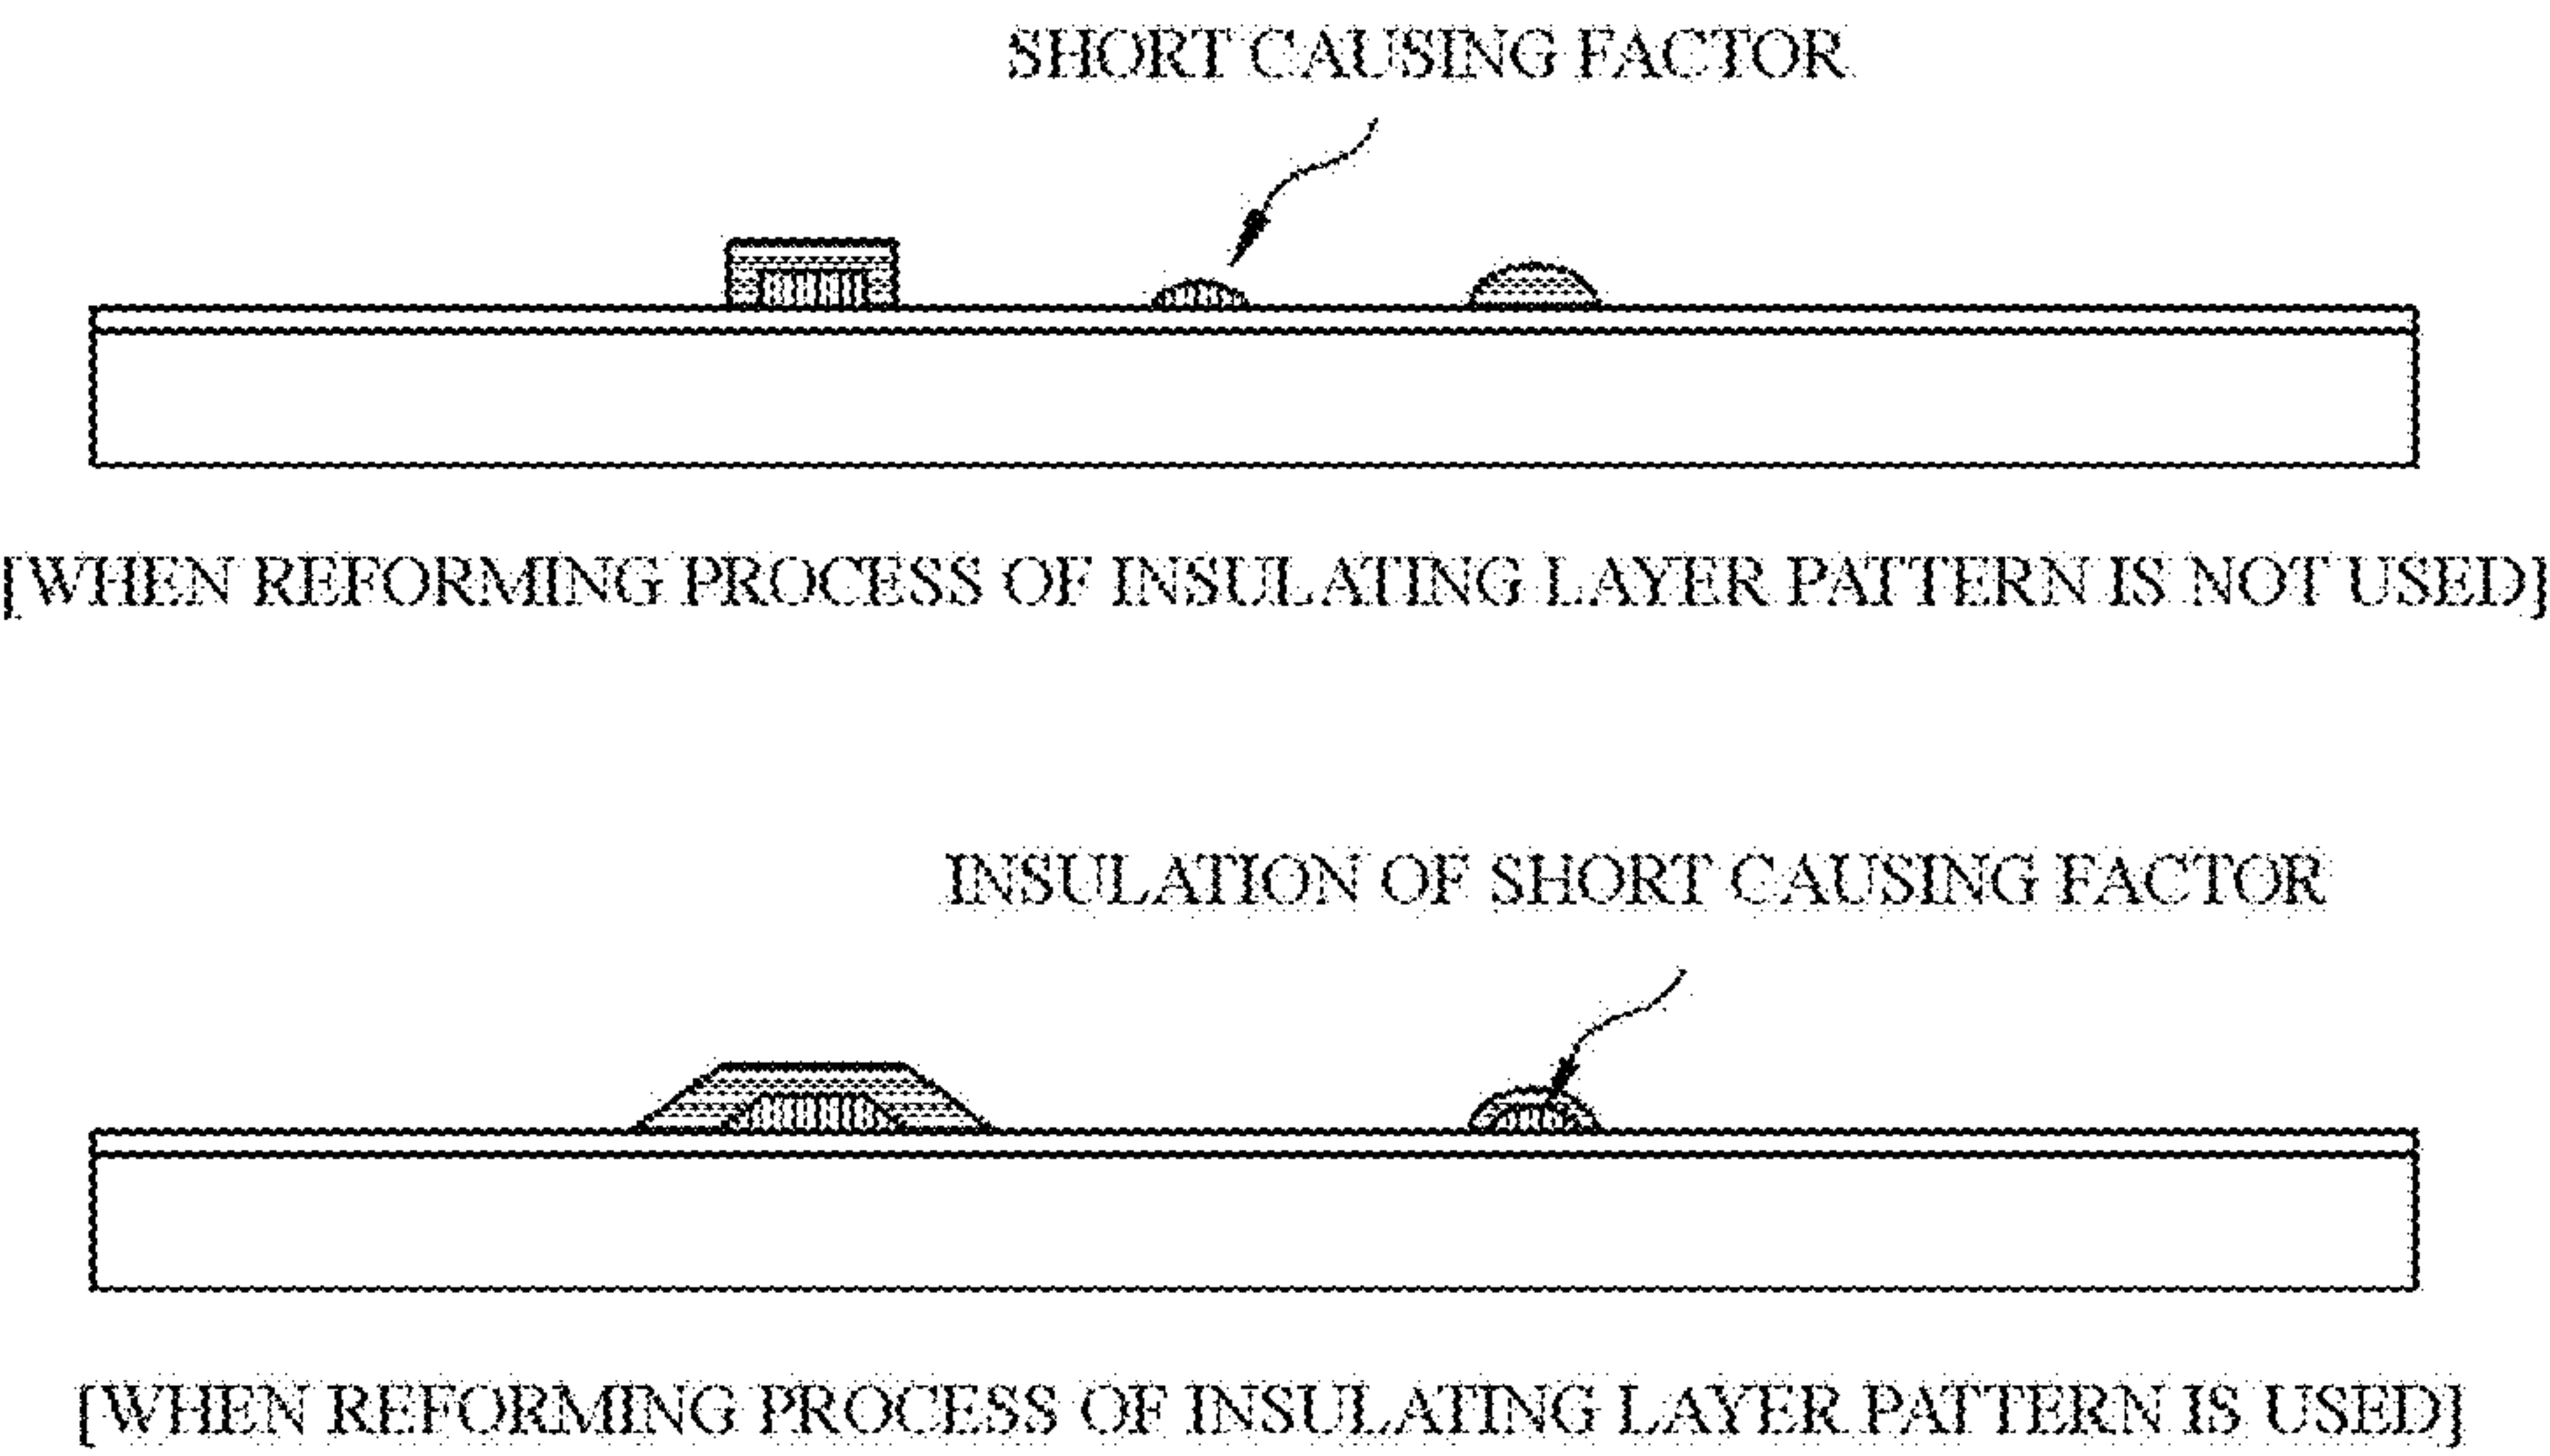 SHORT CAUSING FACTOR
[WHEN REFORMING PROCESS OF INSULATING LAYER PATTERN IS NOT USED]
INSULATION OF SHORT CAUSING FACTOR
[WHEN REFORMING PROCESS OF INSULATING LAYER PATTERN IS USED]